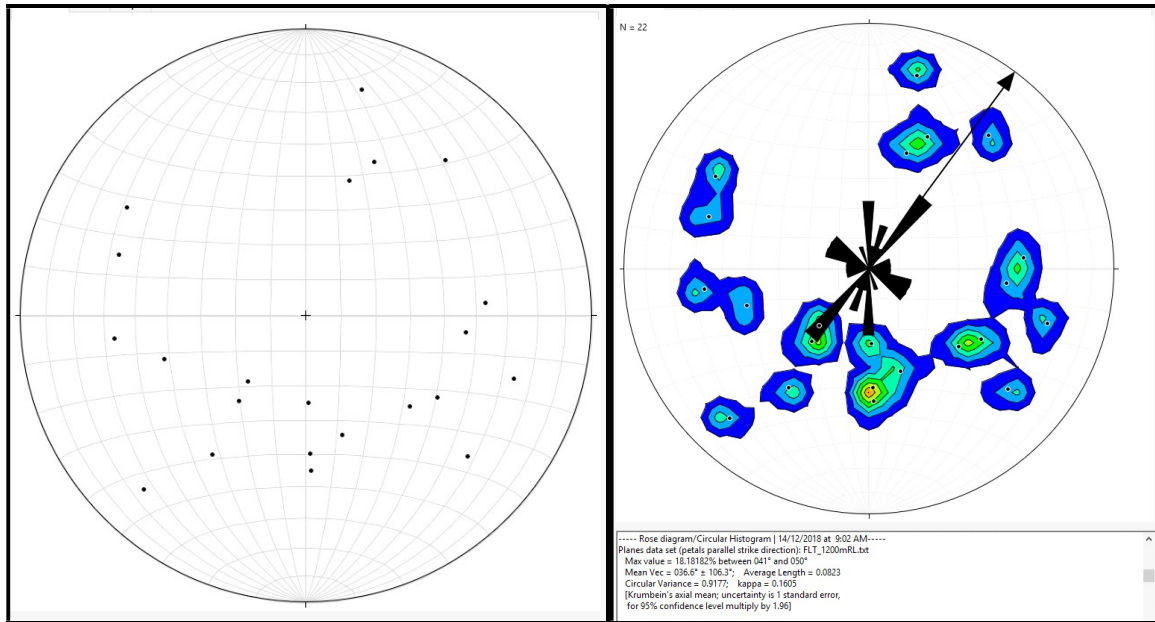 N = 22
----- Rose diagram/Circular Histogram | 14/12/2018 at 9:02 AM-----
Planes data set (petals parallel strike direction): FLT_1200mRL.txt
Max value = 18.18182% between 041° and 050°
Mean Vec = 036.6° ± 106.3°; Average Length = 0.0823
Circular Variance = 0.9177; kappa = 0.1605
[Krumbein's axial mean; uncertainty is 1 standard error,
for 95% confidence level multiply by 1.96]